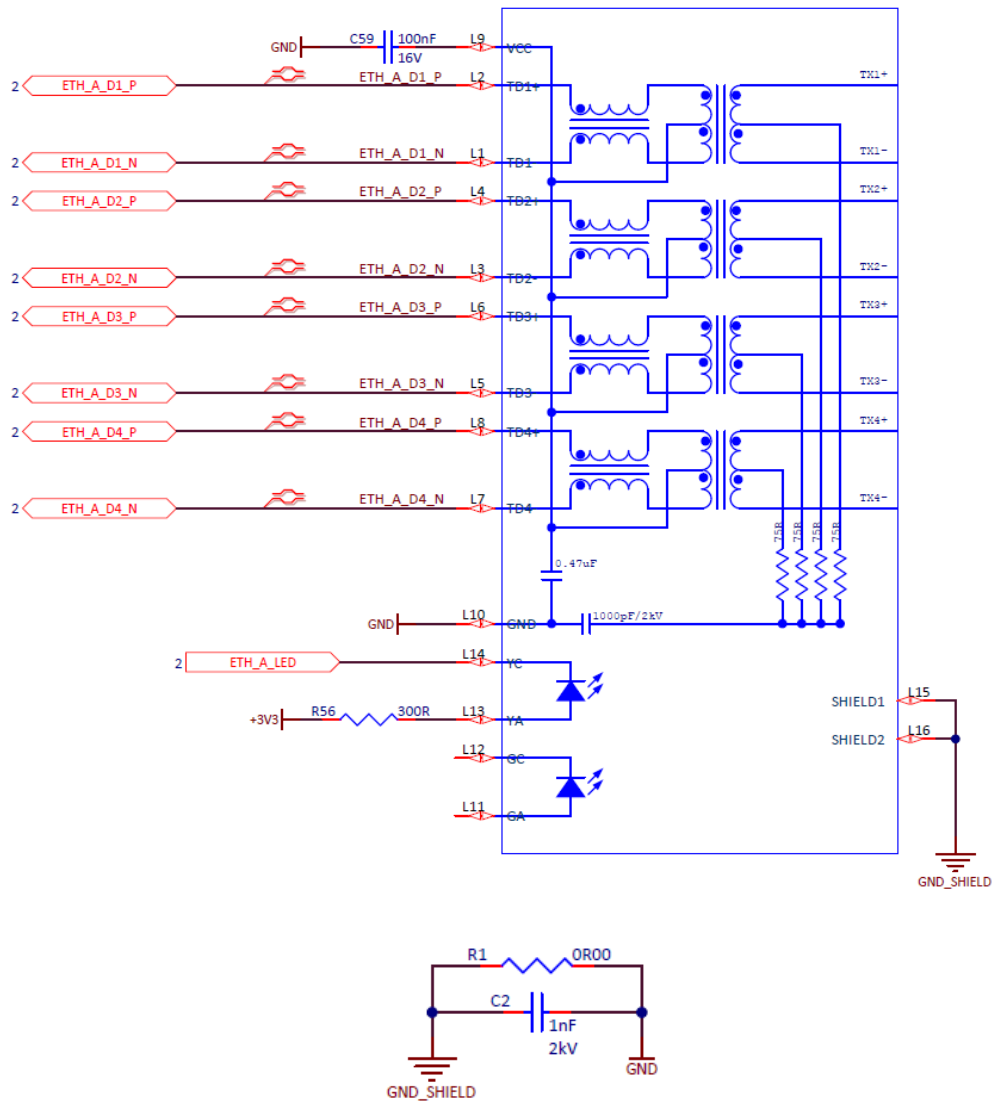 C59 100nF L9
GND VCC
16V
2 ETH_A_D1_P ETH_A_D1_P L2 TD1+ TX1+
2 ETH_A_D1_N ETH_A_D1_N L1 TD1- TX1-
2 ETH_A_D2_P ETH_A_D2_P L4 TD2+ TX2+
2 ETH_A_D2_N ETH_A_D2_N L3 TD2- TX2-
2 ETH_A_D3_P ETH_A_D3_P L6 TD3+ TX3+
2 ETH_A_D3_N ETH_A_D3_N L5 TD3- TX3-
2 ETH_A_D4_P ETH_A_D4_P L8 TD4+ TX4+
2 ETH_A_D4_N ETH_A_D4_N L7 TD4- TX4-
75R 75R 75R 75R
0.47uF
GND L10 GND 1000pF/2kV
2 ETH_A_LED L14 YC
+3V3 R56 300R L13 YA
SHIELD1 L15
SHIELD2 L16
L12 GC
L11 GA
GND_SHIELD
R1 0R00
C2
1nF
2kV
GND
GND_SHIELD